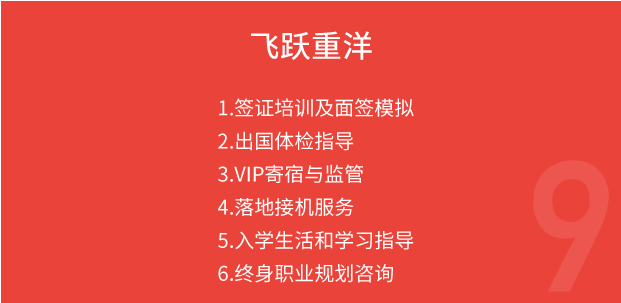 飞跃重洋
1.签证培训及面签模拟
2.出国体检指导
3.VIP寄宿与监管
4.落地接机服务
5.入学生活和学习指导
6.终身职业规划咨询
9